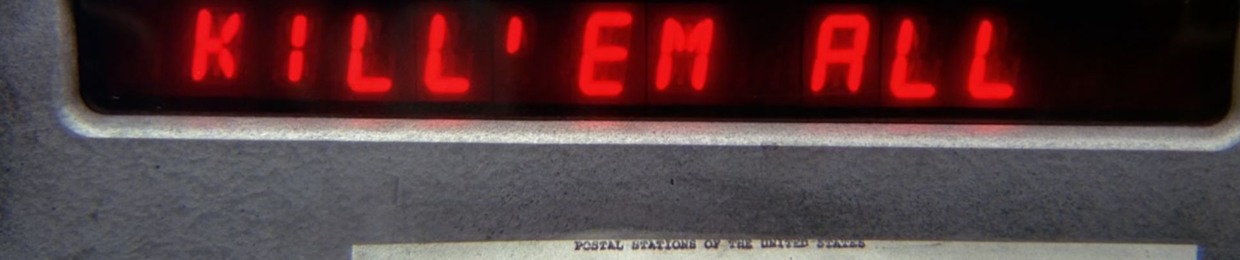 KILL'EM ALL
POSTAL STATIONS OF THE UNITED STATES